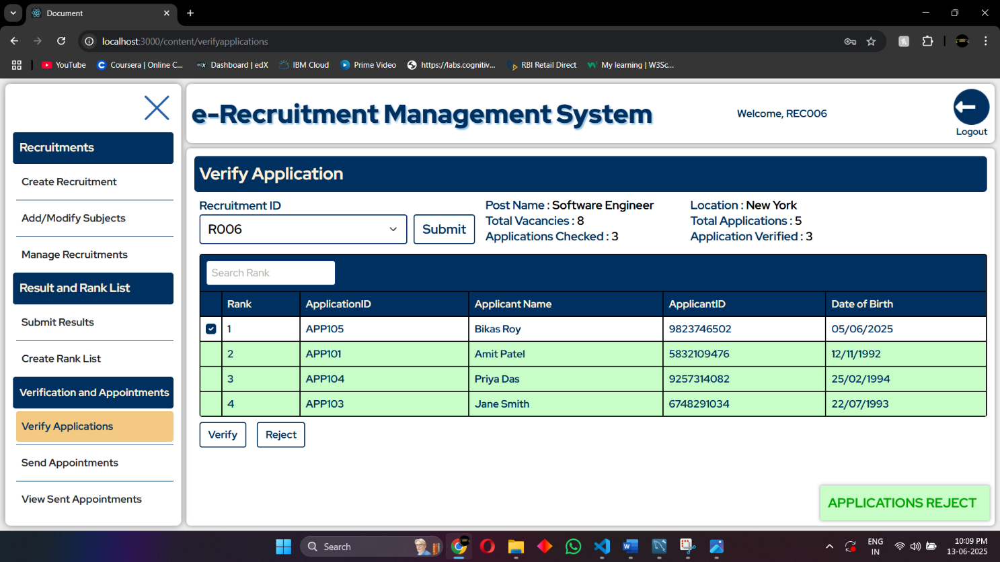 Document
localhost:3000/content/verifyapplications
YouTube
Coursera | Online C...
edX Dashboard | edX
IBM Cloud
Prime Video
https://labs.cognitiv...
RBI Retail Direct
My learning | W3Sc...
e-Recruitment Management System
Welcome, REC006
Logout
Recruitments
Create Recruitment
Add/Modify Subjects
Manage Recruitments
Result and Rank List
Submit Results
Create Rank List
Verification and Appointments
Verify Applications
Send Appointments
View Sent Appointments
Verify Application
Recruitment ID
R006
Submit
Post Name : Software Engineer
Total Vacancies : 8
Applications Checked : 3
Location : New York
Total Applications : 5
Application Verified : 3
Search Rank
Rank ApplicationID Applicant Name ApplicantID Date of Birth
1 APP105 Bikas Roy 9823746502 05/06/2025
2 APP101 Amit Patel 5832109476 12/11/1992
3 APP104 Priya Das 9257314082 25/02/1994
4 APP103 Jane Smith 6748291034 22/07/1993
Verify
Reject
APPLICATIONS REJECT
Search
ENG
IN
10:09 PM
13-06-2025